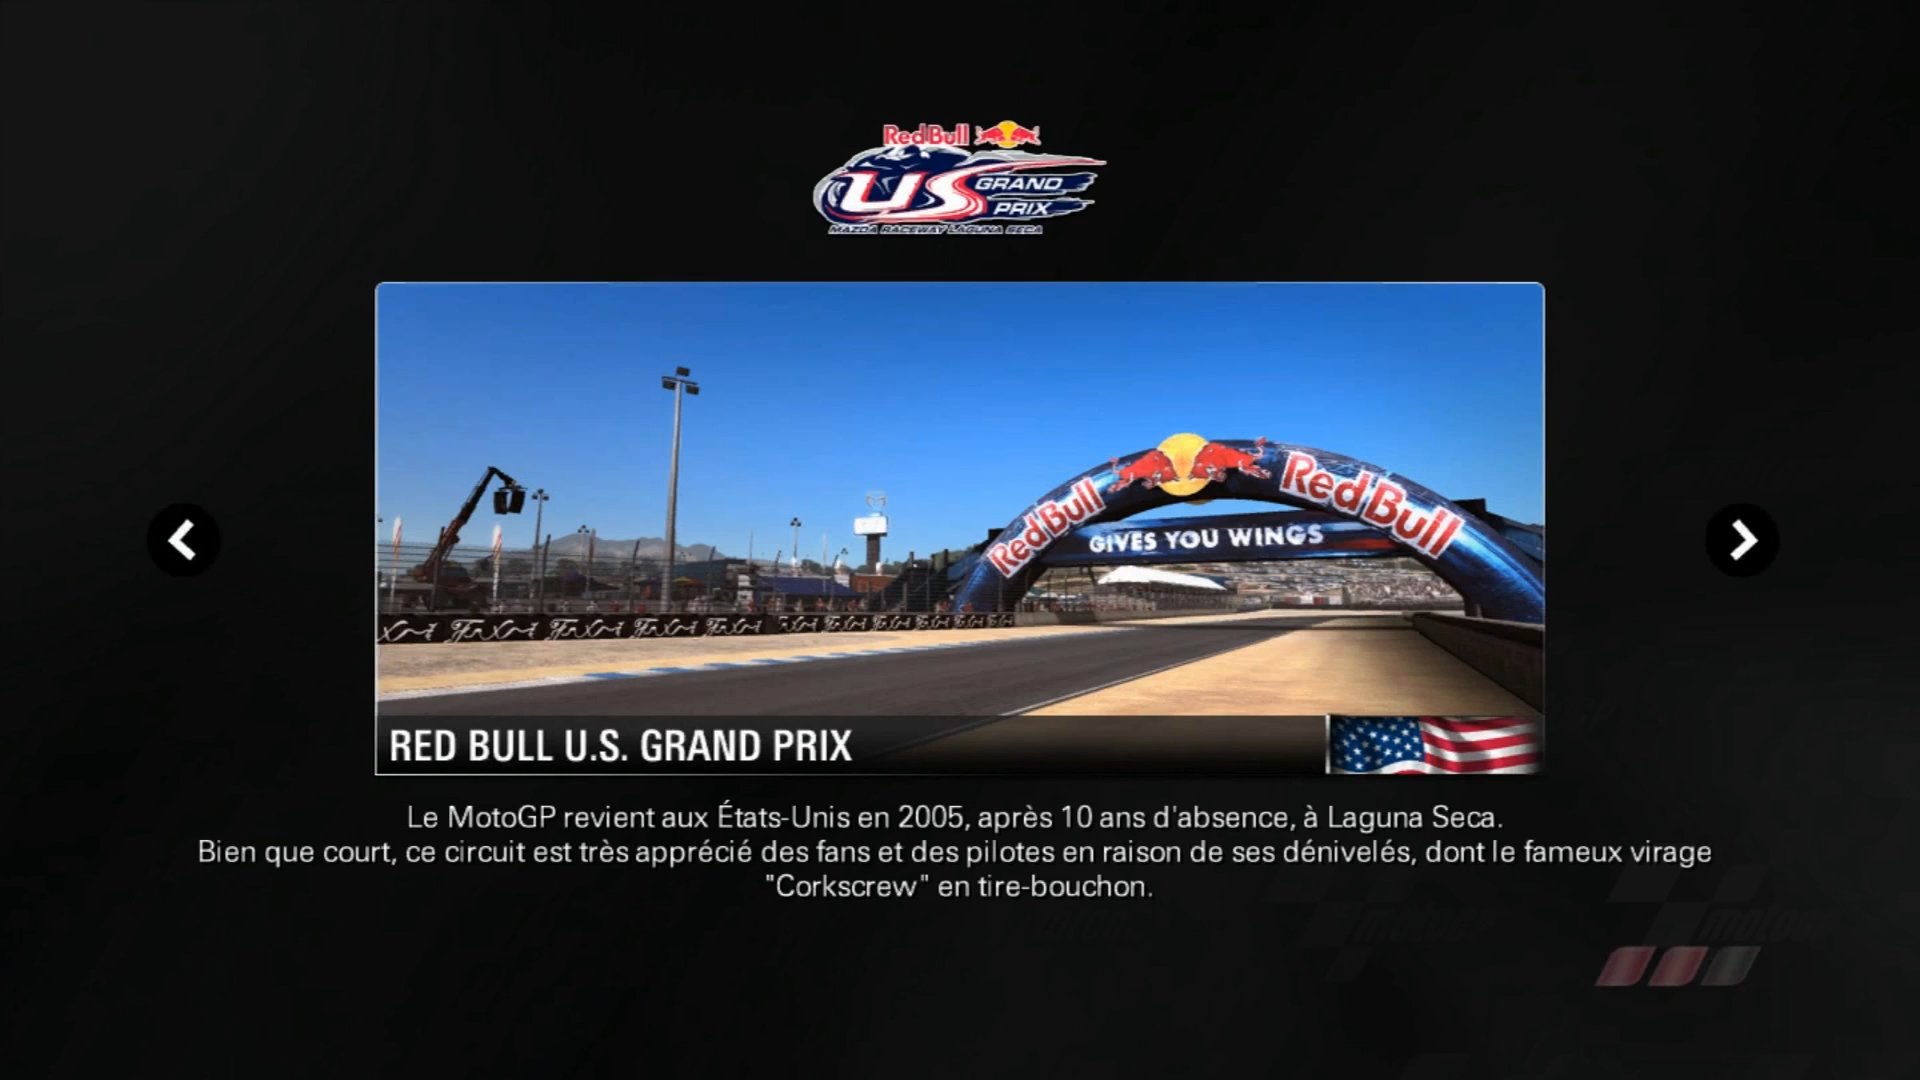 Red Bull
US GRAND
PRIX
MAZDA RACEWAY LAGUNA SECA
Red Bull
Red Bull
GIVES YOU WINGS
RED BULL U.S. GRAND PRIX
Le MotoGP revient aux États-Unis en 2005, après 10 ans d'absence, à Laguna Seca.
Bien que court, ce circuit est très apprécié des fans et des pilotes en raison de ses dénivelés, dont le fameux virage
"Corkscrew" en tire-bouchon.